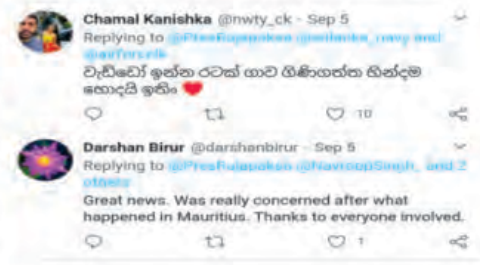 Chamal Kanishka @nwty_ck · Sep 5
Replying to @PresRajapaksa @srilanka_navy and
වැඩ්ඩෝ ඉන්න රටක් ගාව ගිණිගත්ත හින්දම
හොදයි ඉතිං ❤
10
Darshan Birur @darshanbirur · Sep 5
Replying to @PresRajapaksa @NavroopSingh_ and 2
others
Great news. Was really concerned after what
happened in Mauritius. Thanks to everyone involved.
1